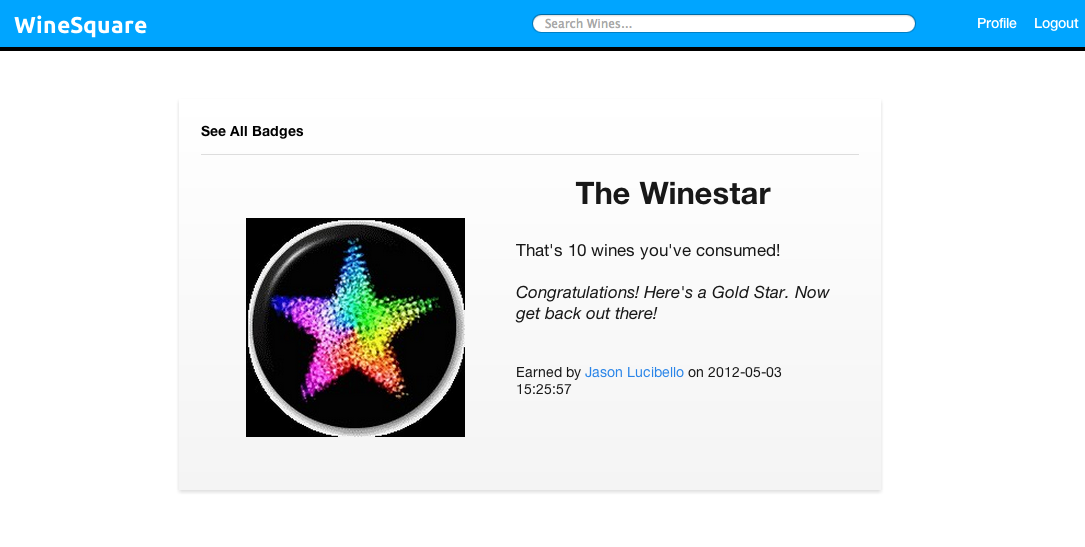 WineSquare
Search Wines...
Profile
Logout
See All Badges
The Winestar
That's 10 wines you've consumed!
Congratulations! Here's a Gold Star. Now
get back out there!
Earned by Jason Lucibello on 2012-05-03
15:25:57